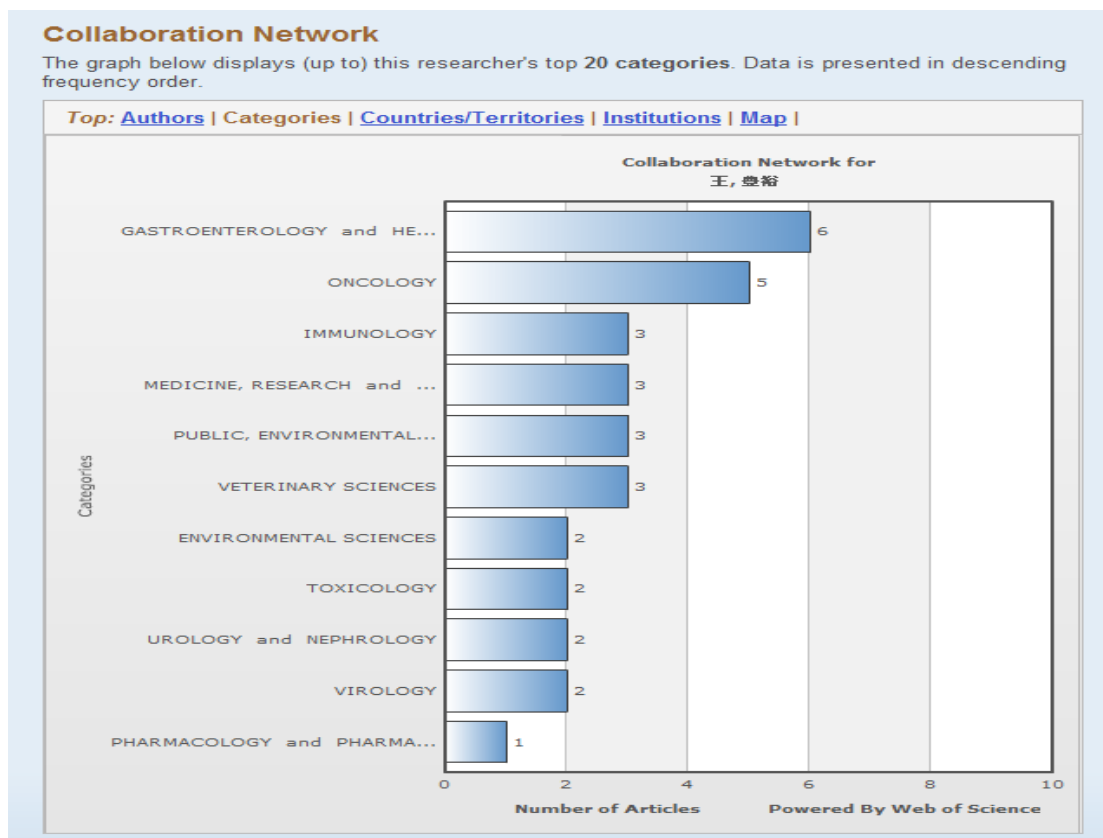 Collaboration Network
The graph below displays (up to) this researcher's top 20 categories. Data is presented in descending
frequency order.
Top: Authors | Categories | Countries/Territories | Institutions | Map |
Collaboration Network for
王, 豊裕
GASTROENTEROLOGY and HE... 6
ONCOLOGY 5
IMMUNOLOGY 3
MEDICINE, RESEARCH and ... 3
PUBLIC, ENVIRONMENTAL... 3
VETERINARY SCIENCES 3
ENVIRONMENTAL SCIENCES 2
TOXICOLOGY 2
UROLOGY and NEPHROLOGY 2
VIROLOGY 2
PHARMACOLOGY and PHARMA... 1
Categories
0 2 4 6 8 10
Number of Articles Powered By Web of Science